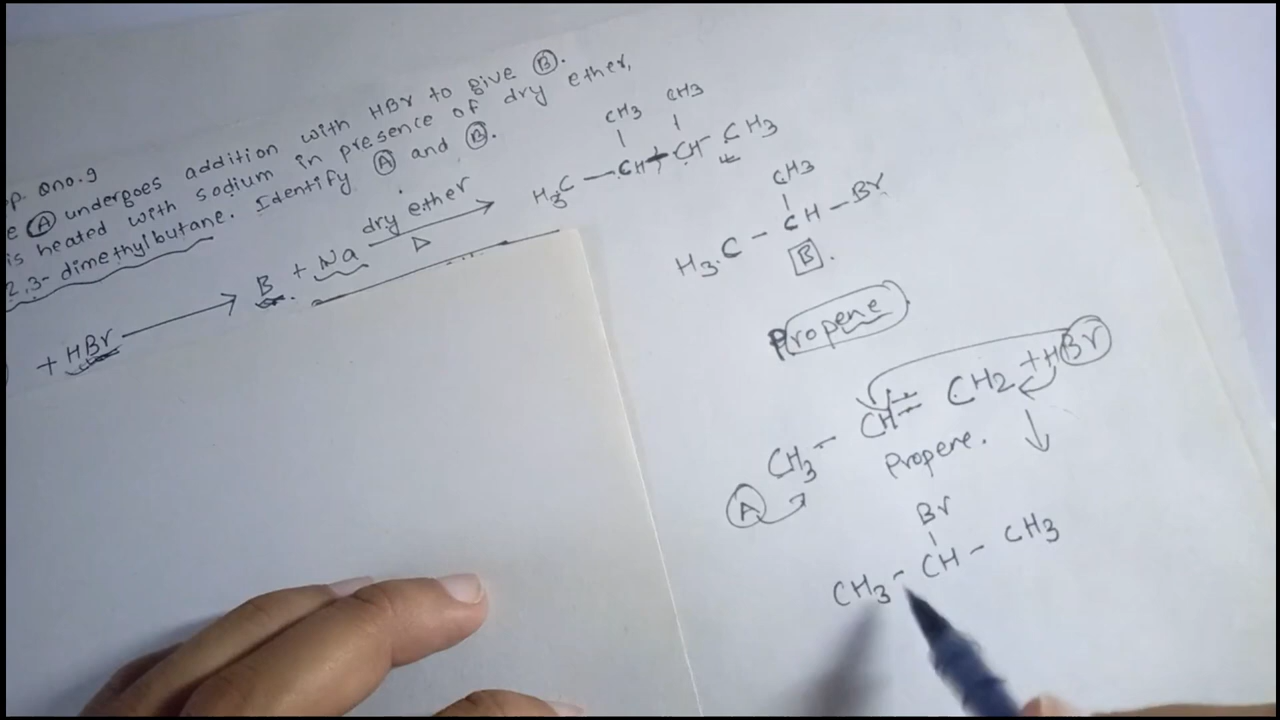 p. Qno.9
e Ⓐ undergoes addition with HBr to give Ⓑ.
is heated with sodium in presence of dry ether,
2,3-dimethylbutane. Identify Ⓐ and Ⓑ.
+ HBr ⟶ B + Na dry ether Δ ⟶
CH3 CH3
H3C — CH — CH — CH3
CH3
H3C — CH — Br
B.
Propene
CH3 — CH = CH2 + HBr
Propene.
A
Br
CH3 — CH — CH3